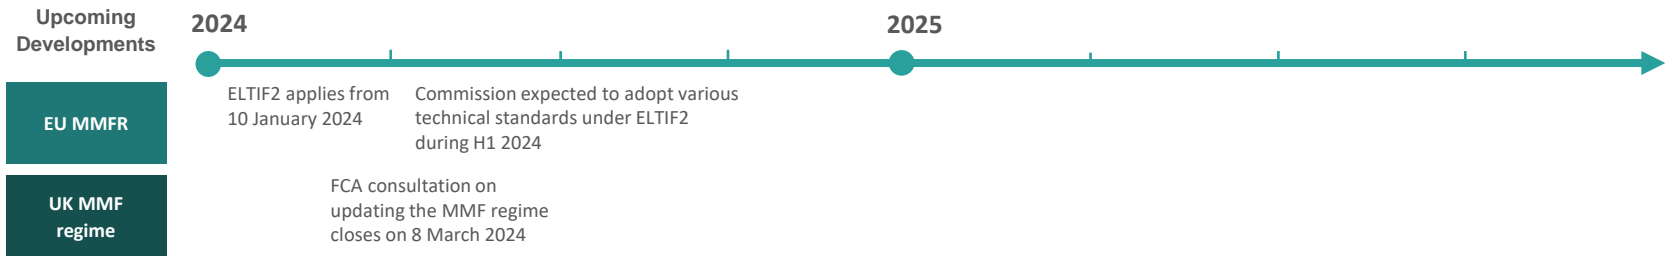 Upcoming
Developments
2024
2025
EU MMFR
ELTIF2 applies from
10 January 2024
Commission expected to adopt various
technical standards under ELTIF2
during H1 2024
UK MMF
regime
FCA consultation on
updating the MMF regime
closes on 8 March 2024